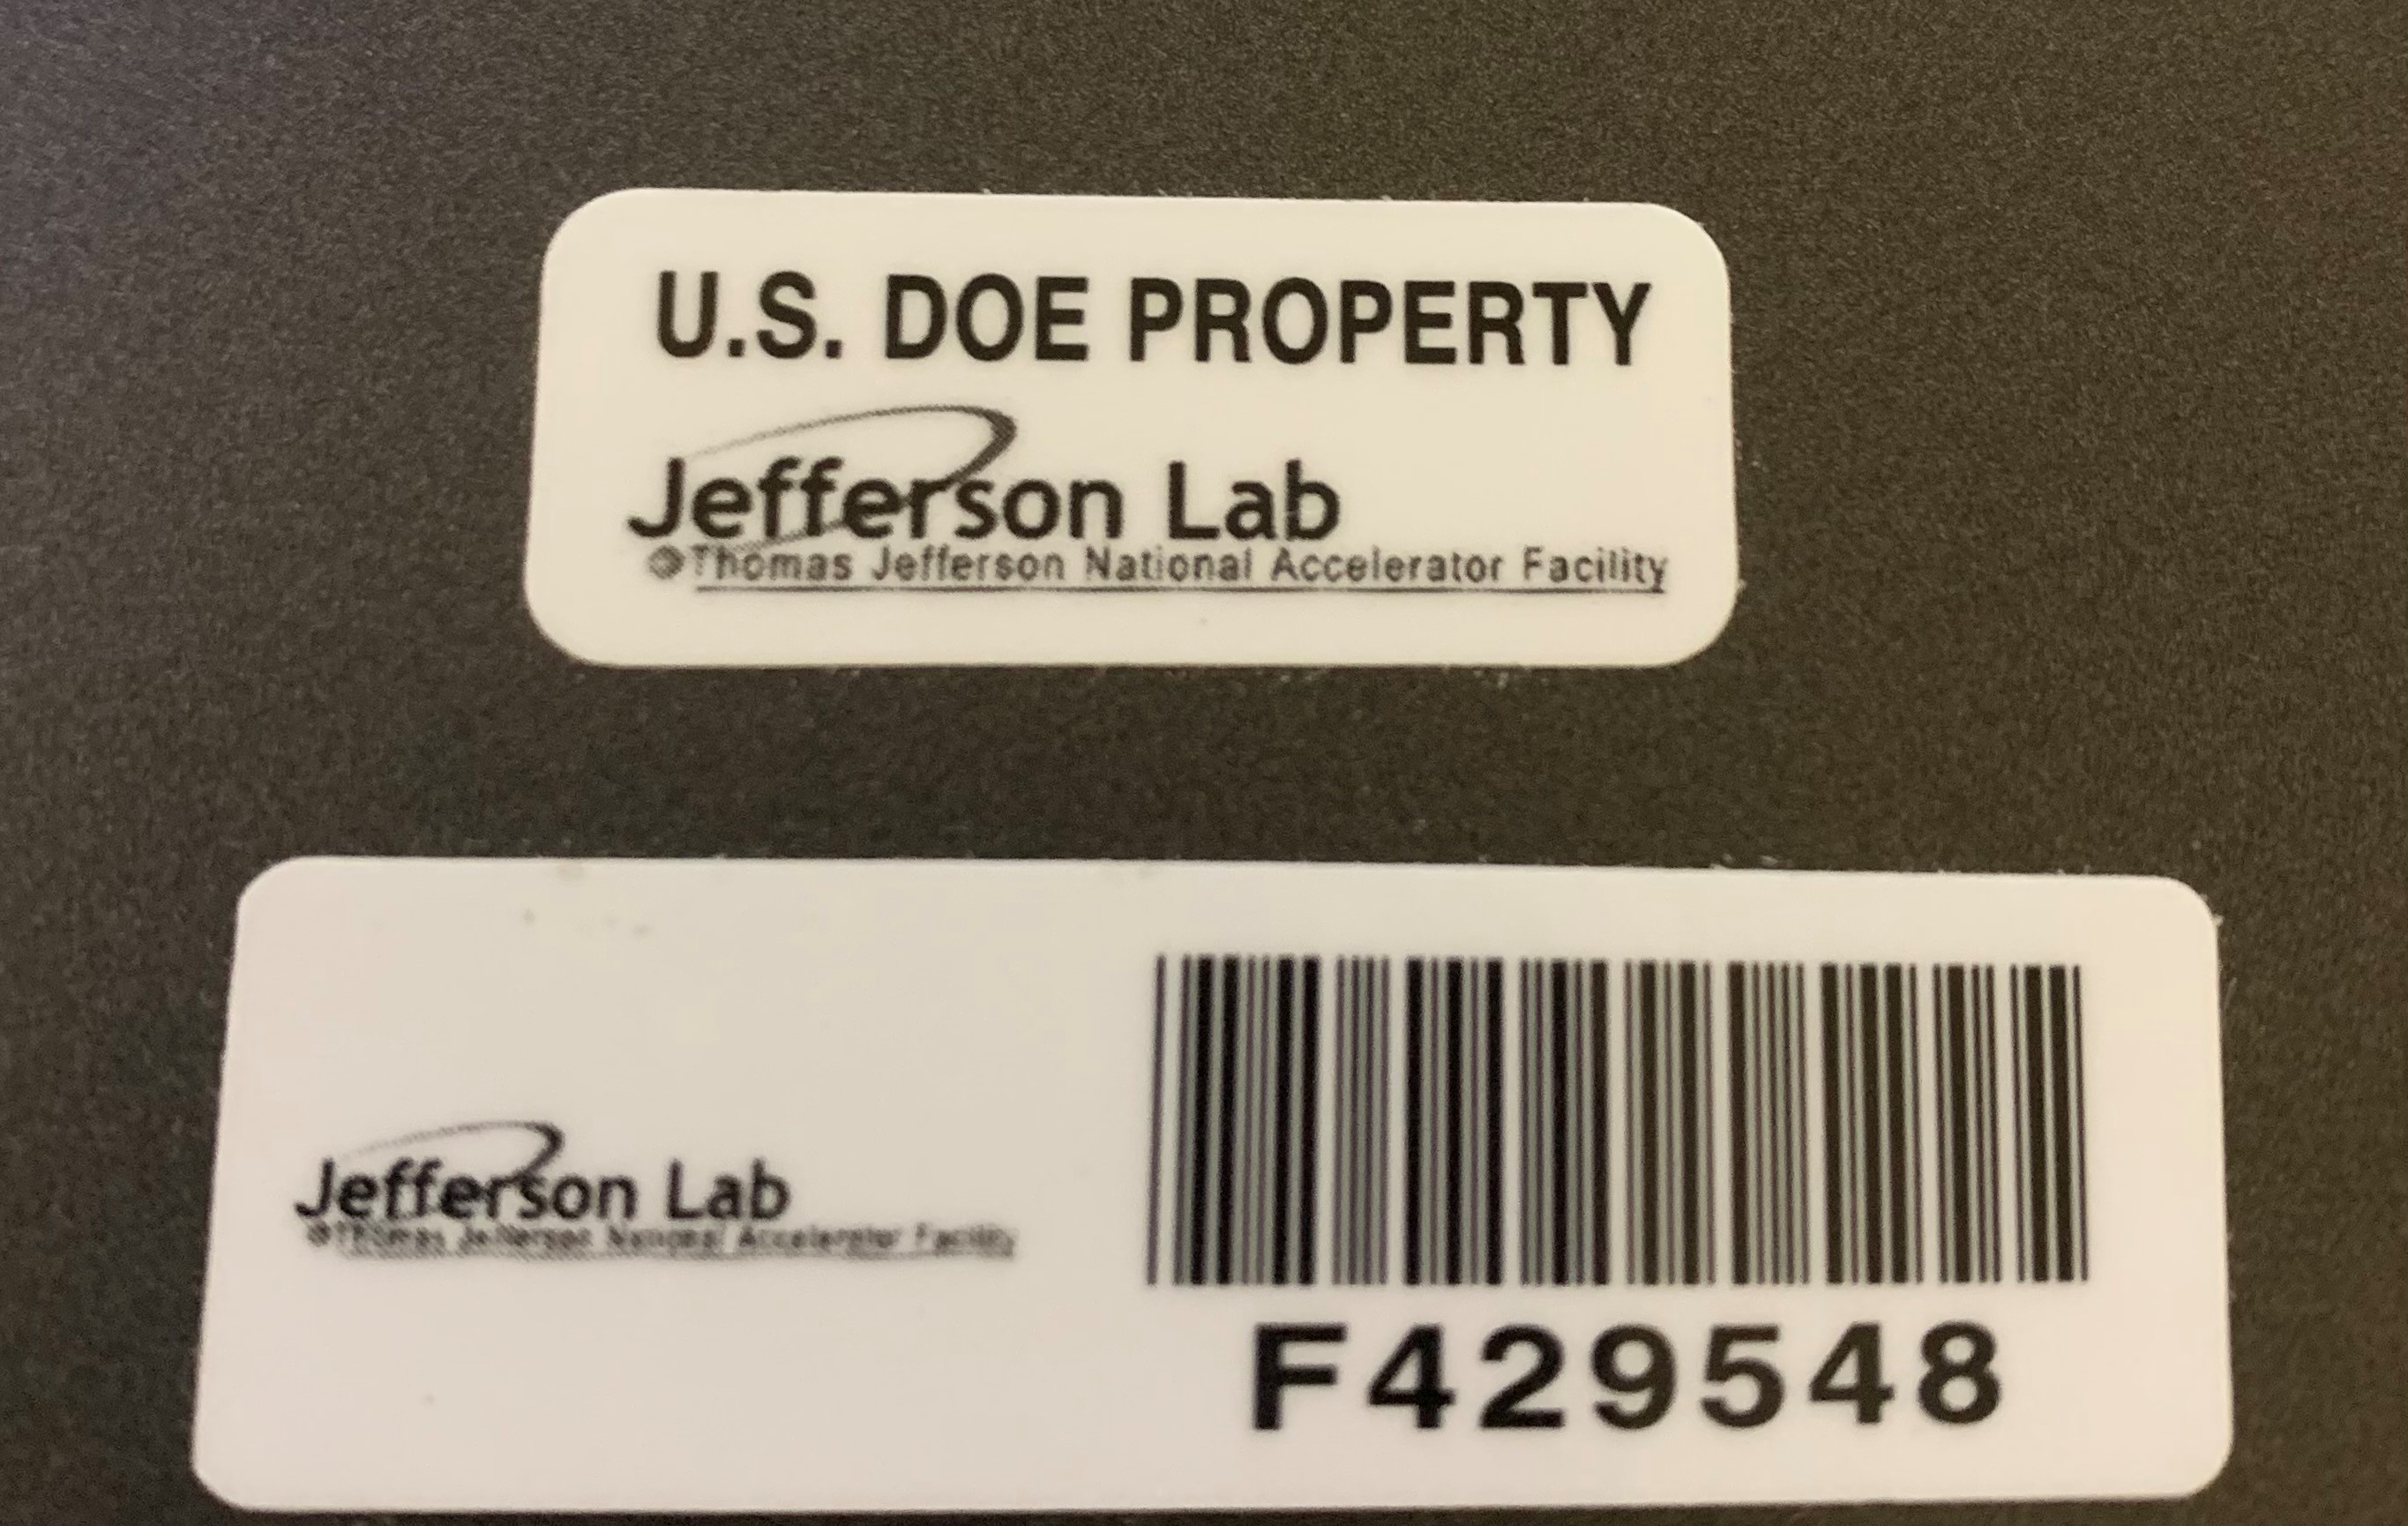 U.S. DOE PROPERTY
Jefferson Lab
Thomas Jefferson National Accelerator Facility
Jefferson Lab
Thomas Jefferson National Accelerator Facility
F429548